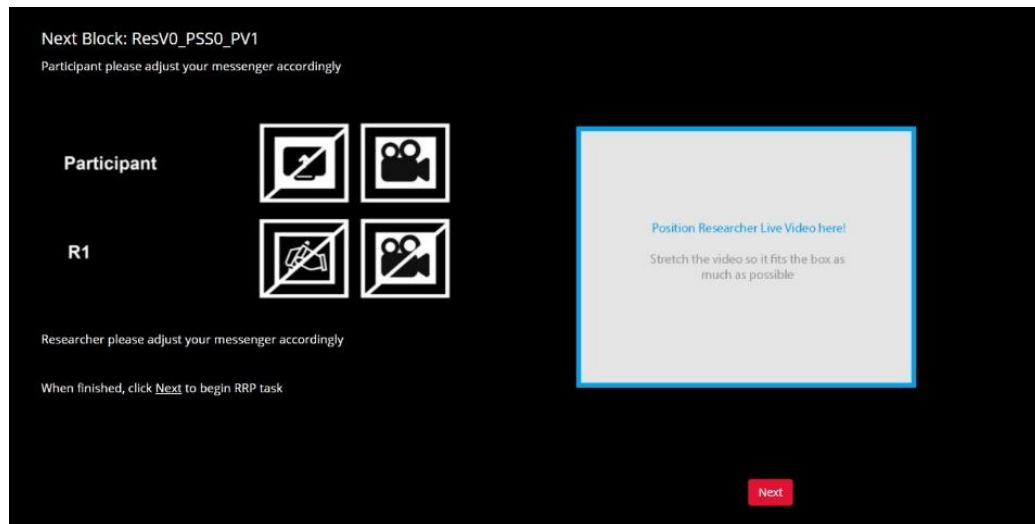 Next Block: ResV0_PSS0_PV1
Participant please adjust your messenger accordingly
Participant
R1
Position Researcher Live Video here!
Stretch the video so it fits the box as
much as possible
Researcher please adjust your messenger accordingly
When finished, click Next to begin RRP task
Next